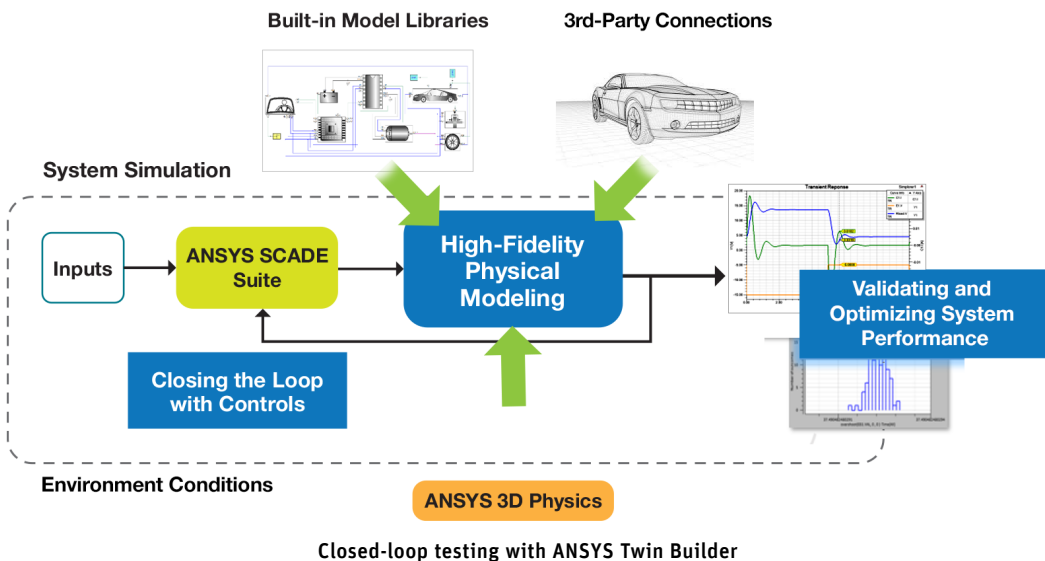 Built-in Model Libraries
3rd-Party Connections
System Simulation
Inputs
ANSYS SCADE
Suite
High-Fidelity
Physical
Modeling
Transient Reponse
Validating and
Optimizing System
Performance
Closing the Loop
with Controls
Environment Conditions
ANSYS 3D Physics
Closed-loop testing with ANSYS Twin Builder